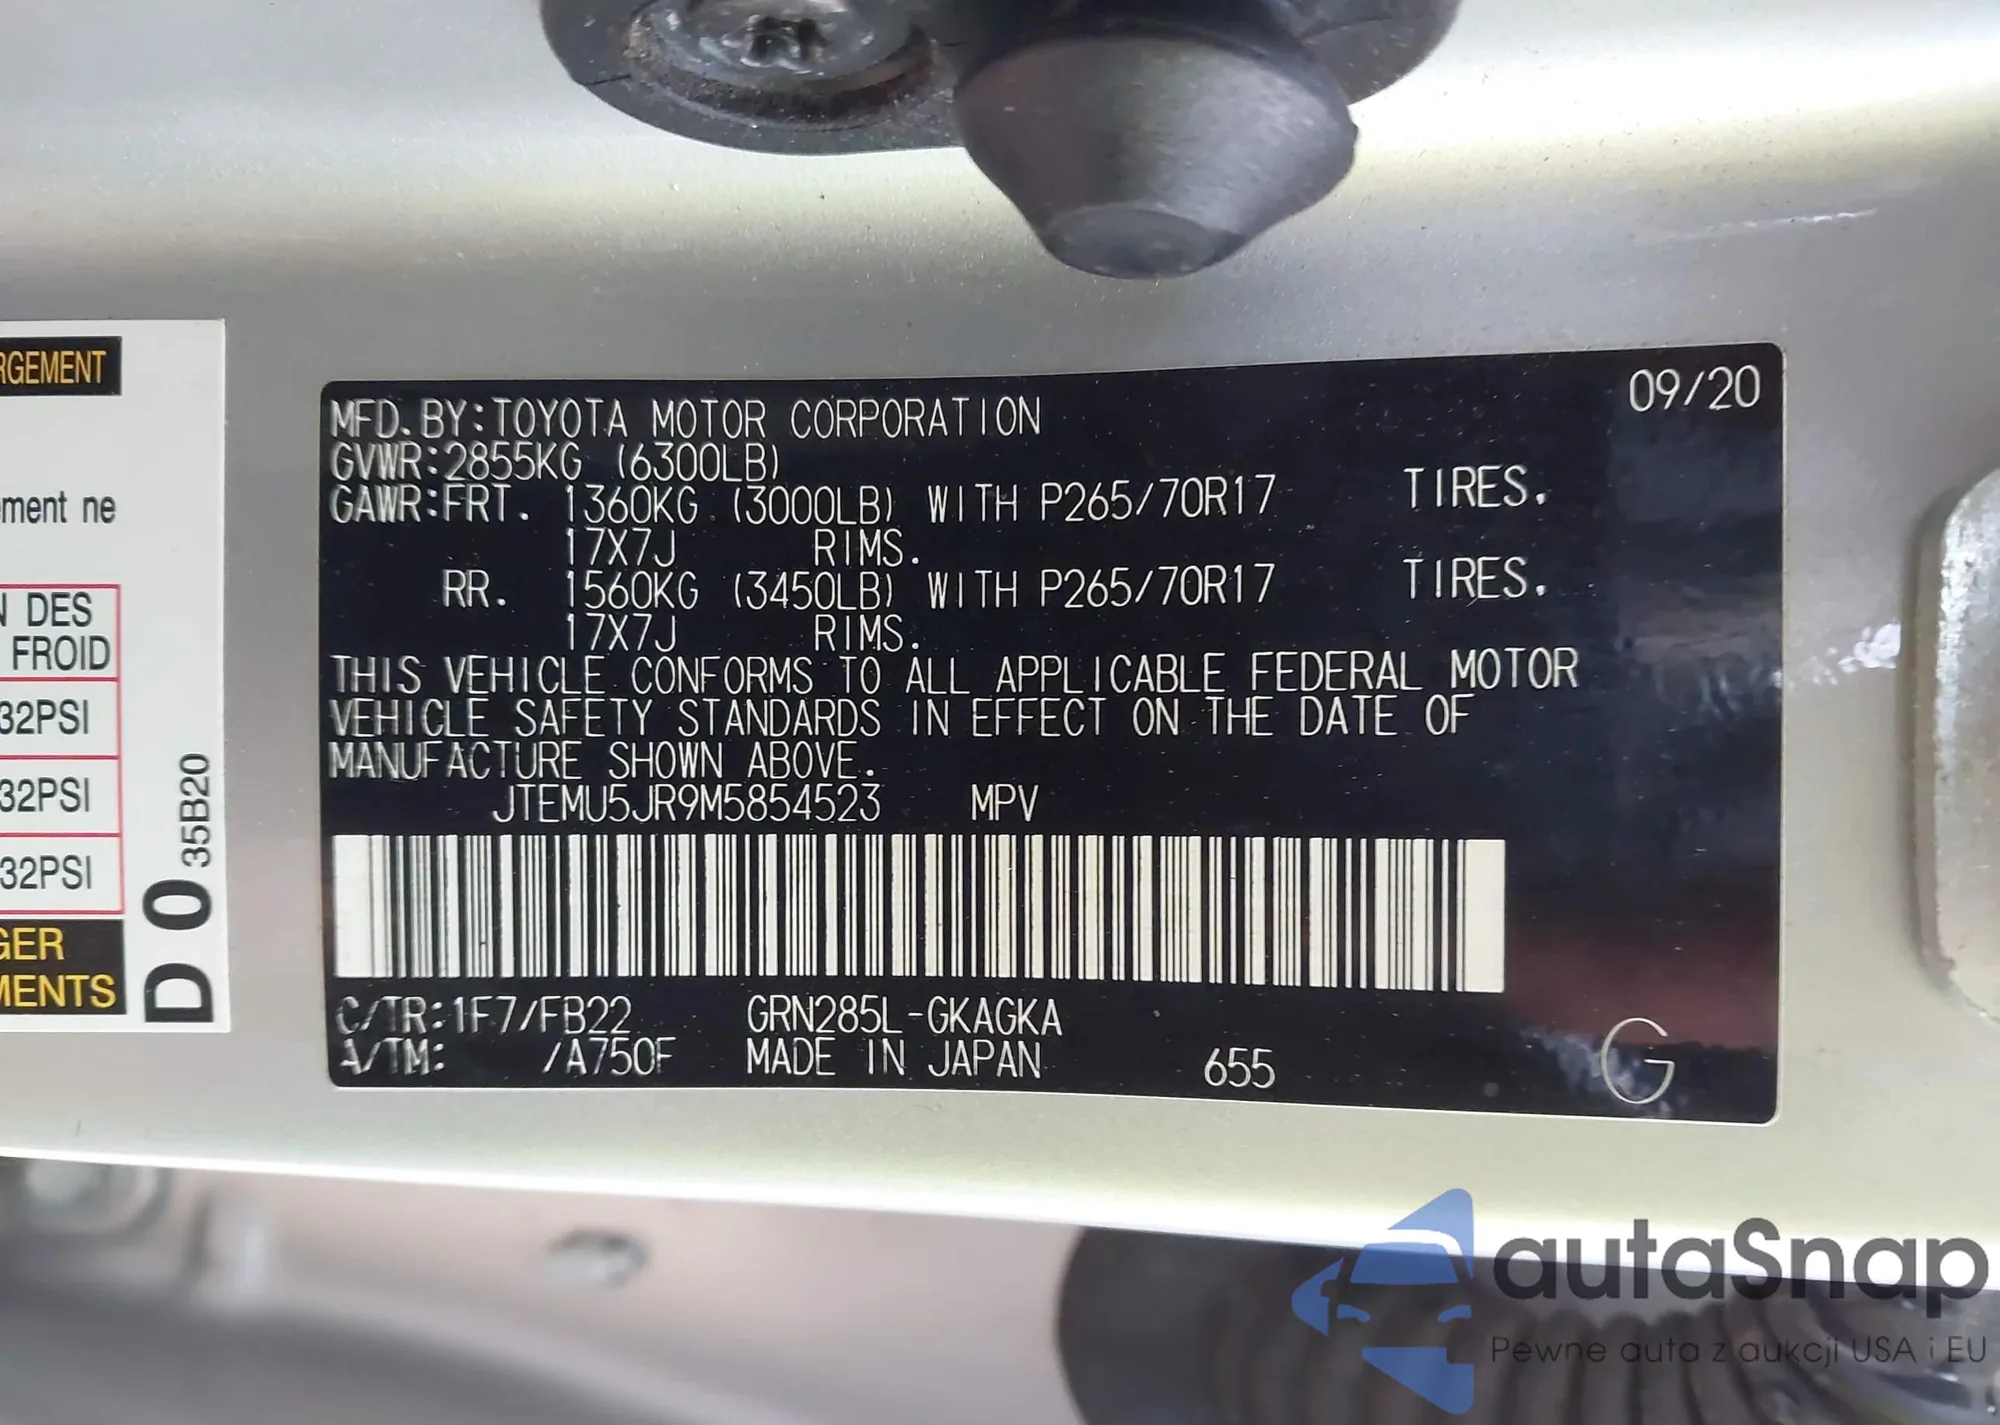 RGEMENT
ment ne
N DES
FROID
32PSI
32PSI
32PSI
GER
MENTS
D 0 35B20
09/20
MFD.BY:TOYOTA MOTOR CORPORATION
GVWR:2855KG (6300LB)
GAWR:FRT. 1360KG (3000LB) WITH P265/70R17 TIRES.
17X7J RIMS.
RR. 1560KG (3450LB) WITH P265/70R17 TIRES.
17X7J RIMS.
THIS VEHICLE CONFORMS TO ALL APPLICABLE FEDERAL MOTOR
VEHICLE SAFETY STANDARDS IN EFFECT ON THE DATE OF
MANUFACTURE SHOWN ABOVE.
JTEMU5JR9M5854523 MPV
C/TR:1F7/FB22 GRN285L-GKAGKA
A/TM: /A750F MADE IN JAPAN 655 G
autoSnap
Pewne auta z aukcji USA i EU